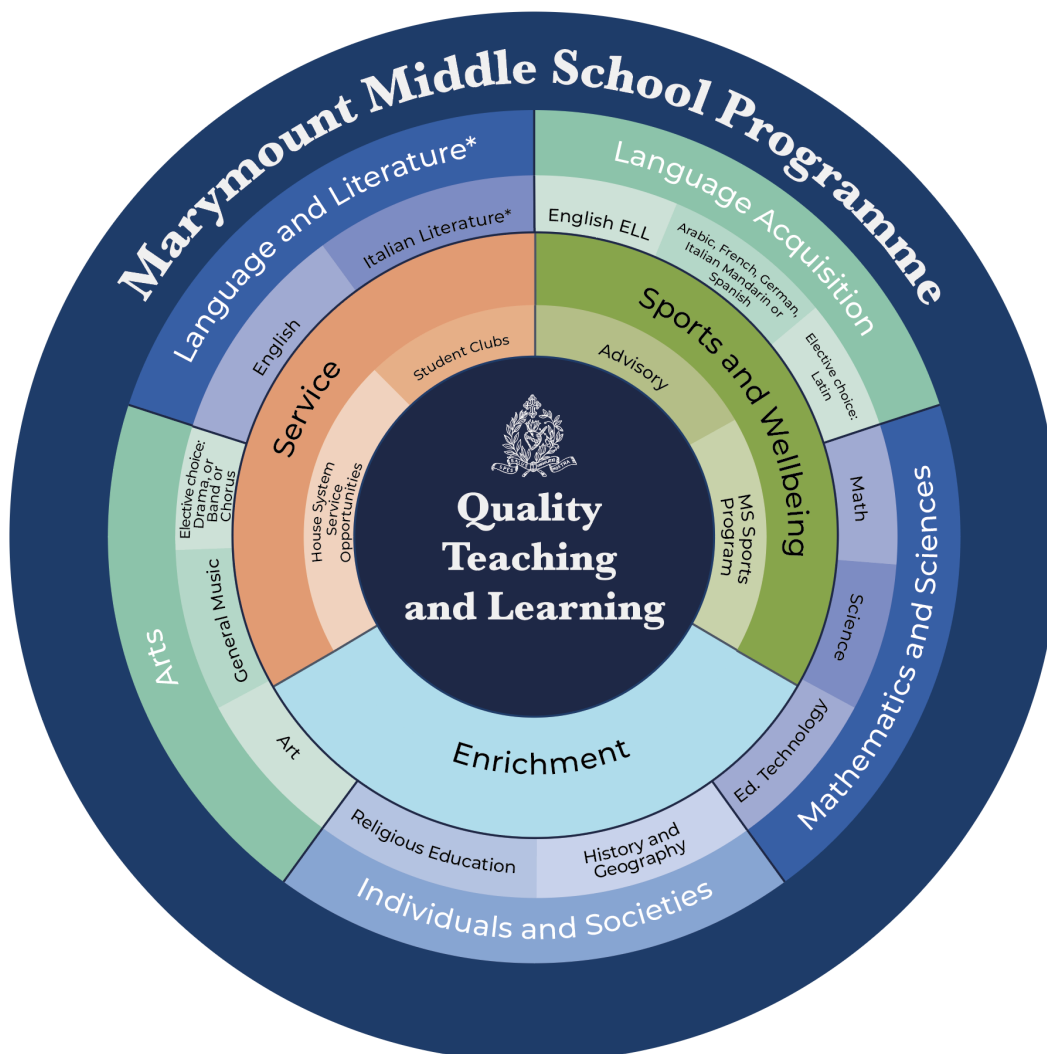 Marymount Middle School Programme
Language and Literature*
Italian Literature*
English
Language Acquisition
English ELL
Arabic, French, German,
Italian Mandarin or
Spanish
Elective choice:
Latin
Mathematics and Sciences
Math
Science
Ed. Technology
Individuals and Societies
History and
Geography
Religious Education
Arts
Art
General Music
Elective choice:
Drama, or
Band or
Chorus
Service
Student Clubs
House System
Service
Opportunities
Sports and Wellbeing
Advisory
MS Sports
Program
Enrichment
Quality
Teaching
and Learning